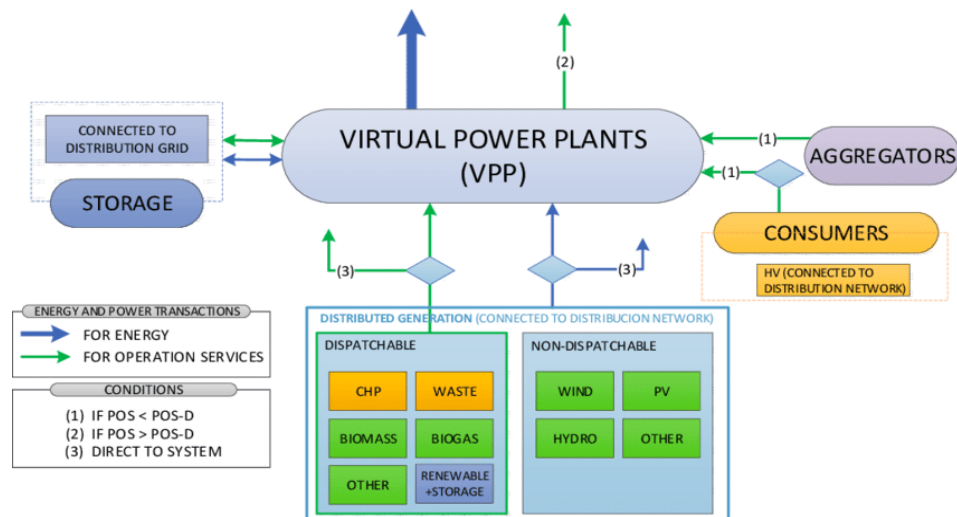 (2)
CONNECTED TO
DISTRIBUTION GRID
STORAGE
VIRTUAL POWER PLANTS
(VPP)
(1)
AGGREGATORS
(1)
CONSUMERS
HV (CONNECTED TO
DISTRIBUTION NETWORK)
(3)
(3)
ENERGY AND POWER TRANSACTIONS
FOR ENERGY
FOR OPERATION SERVICES
CONDITIONS
(1) IF POS < POS-D
(2) IF POS > POS-D
(3) DIRECT TO SYSTEM
DISTRIBUTED GENERATION (CONNECTED TO DISTRIBUCION NETWORK)
DISPATCHABLE
CHP
WASTE
BIOMASS
BIOGAS
OTHER
RENEWABLE
+STORAGE
NON-DISPATCHABLE
WIND
PV
HYDRO
OTHER